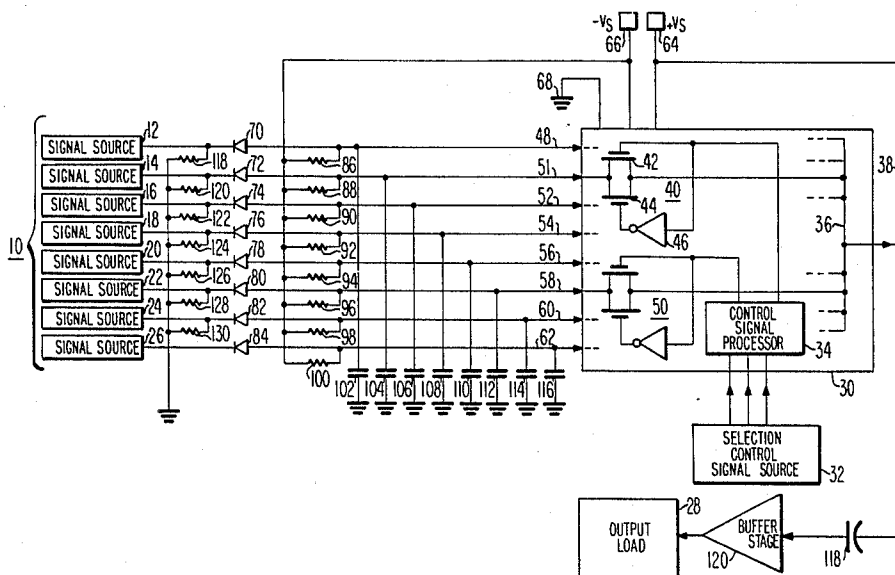 -VS +VS
66 64
68
10
SIGNAL SOURCE 12 70 48 38
SIGNAL SOURCE 14 118 72 86 51 42
SIGNAL SOURCE 16 120 74 88 52 44 40 36
SIGNAL SOURCE 18 122 76 90 54 46
SIGNAL SOURCE 20 124 78 92 56
SIGNAL SOURCE 22 126 80 94 58
SIGNAL SOURCE 24 128 82 96 60 50
SIGNAL SOURCE 26 130 84 98 62
100
102 104 106 108 110 112 114 116
CONTROL
SIGNAL
PROCESSOR
34
30
SELECTION
CONTROL
SIGNAL SOURCE
32
OUTPUT
LOAD
28
BUFFER
STAGE
120
118